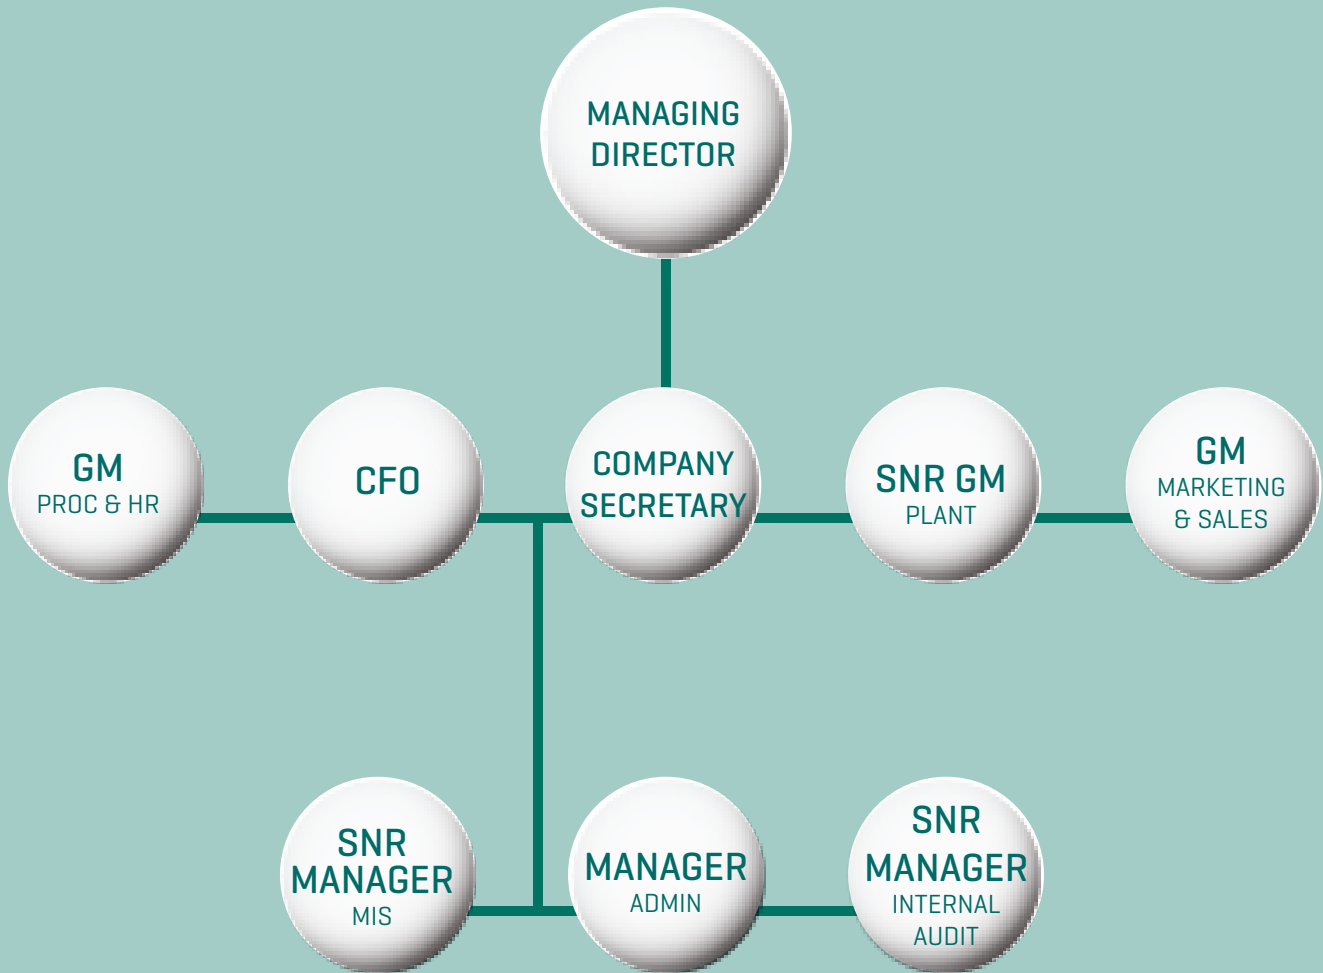 MANAGING
DIRECTOR
GM
PROC & HR
CFO
COMPANY
SECRETARY
SNR GM
PLANT
GM
MARKETING
& SALES
SNR
MANAGER
MIS
MANAGER
ADMIN
SNR
MANAGER
INTERNAL
AUDIT